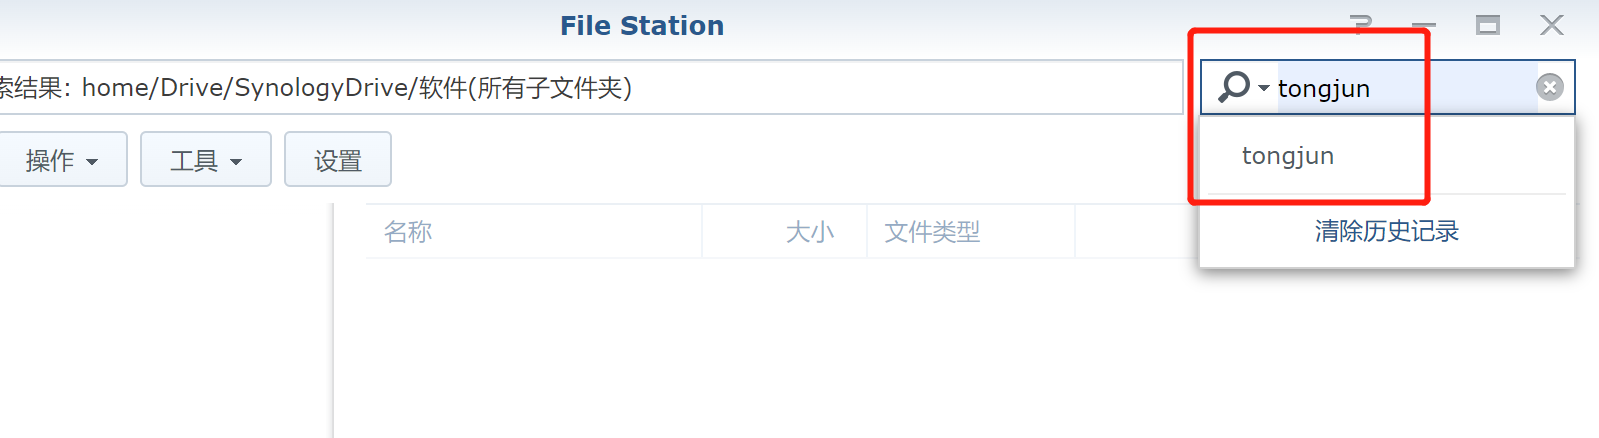 File Station
索结果: home/Drive/SynologyDrive/软件(所有子文件夹)
tongjun
操作 工具 设置
tongjun
名称 大小 文件类型
清除历史记录